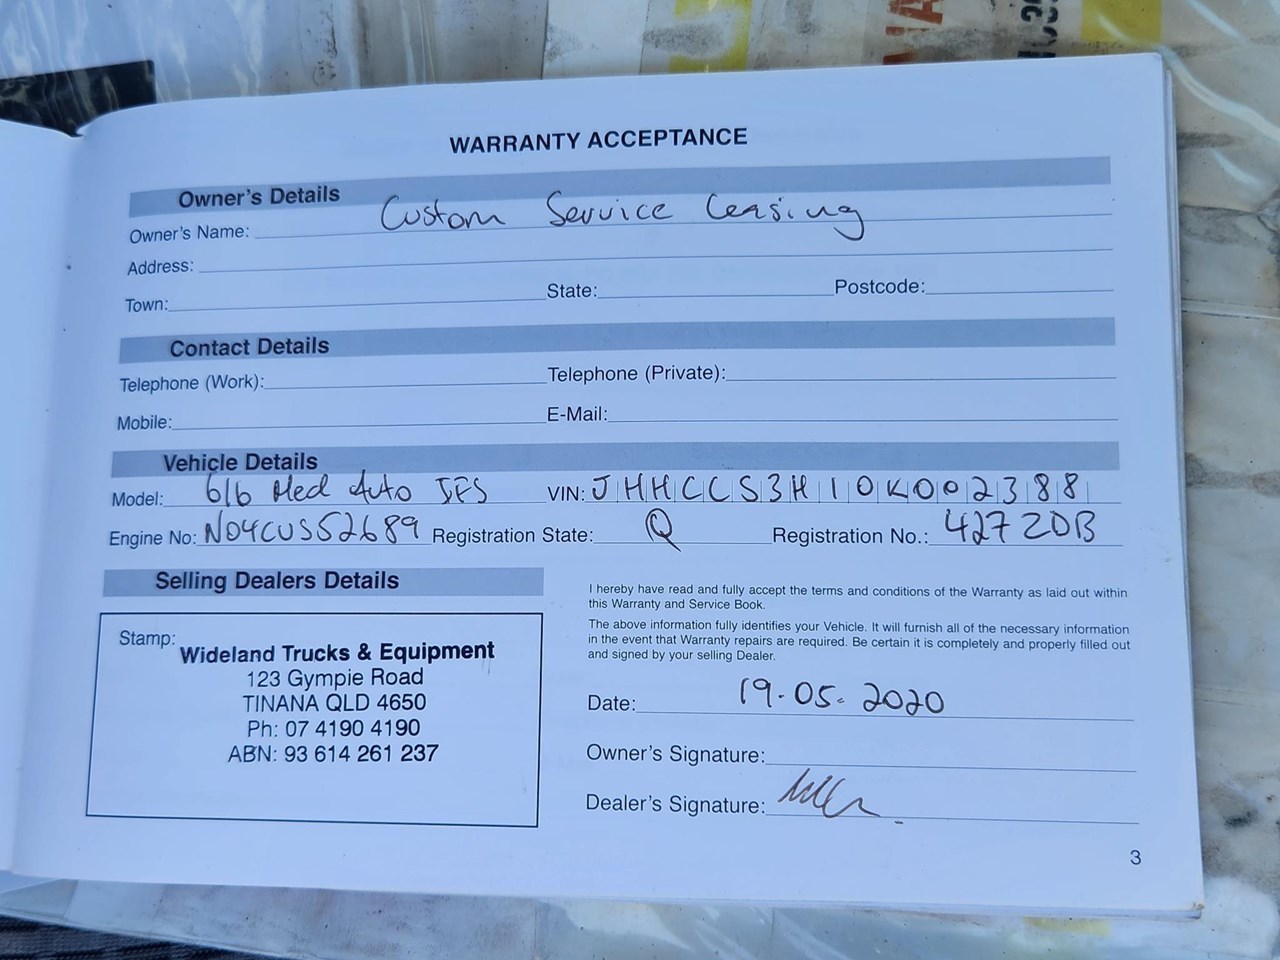 WARRANTY ACCEPTANCE
Owner's Details
Owner's Name: Custom Service Leasing
Address:
Town: State: Postcode:
Contact Details
Telephone (Work): Telephone (Private):
Mobile: E-Mail:
Vehicle Details
Model: 616 Med Auto IFS VIN: JHHCCS3H10K002388
Engine No: N04CUS52689 Registration State: Q Registration No.: 427ZDB
Selling Dealers Details
Stamp:
Wideland Trucks & Equipment
123 Gympie Road
TINANA QLD 4650
Ph: 07 4190 4190
ABN: 93 614 261 237
I hereby have read and fully accept the terms and conditions of the Warranty as laid out within
this Warranty and Service Book.
The above information fully identifies your Vehicle. It will furnish all of the necessary information
in the event that Warranty repairs are required. Be certain it is completely and properly filled out
and signed by your selling Dealer.
Date: 19-05-2020
Owner's Signature:
Dealer's Signature:
3